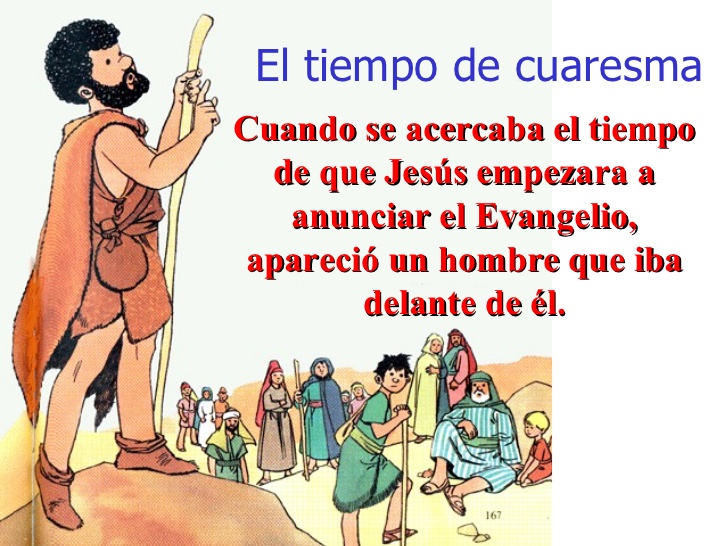 El tiempo de cuaresma
Cuando se acercaba el tiempo
de que Jesús empezara a
anunciar el Evangelio,
apareció un hombre que iba
delante de él.
167